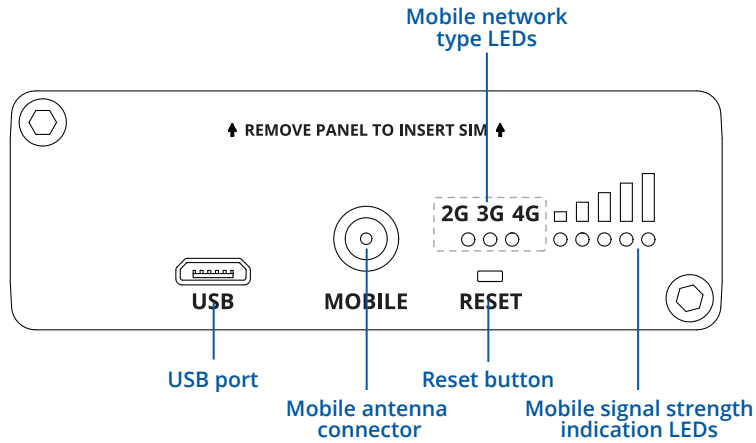 Mobile network
type LEDs
REMOVE PANEL TO INSERT SIM
2G 3G 4G
USB
MOBILE
RESET
USB port
Reset button
Mobile antenna
connector
Mobile signal strength
indication LEDs